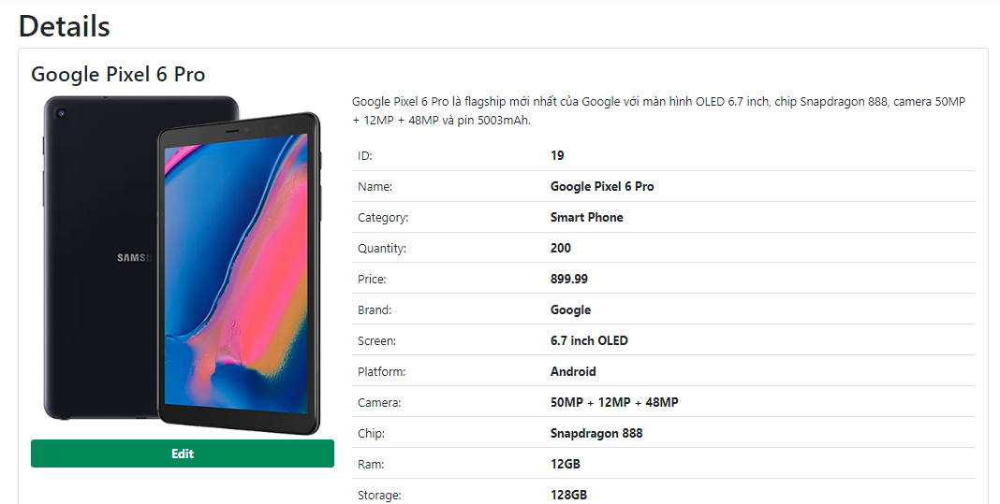 Details
Google Pixel 6 Pro
Google Pixel 6 Pro là flagship mới nhất của Google với màn hình OLED 6.7 inch, chip Snapdragon 888, camera 50MP
+ 12MP + 48MP và pin 5003mAh.
ID: 19
Name: Google Pixel 6 Pro
Category: Smart Phone
Quantity: 200
Price: 899.99
Brand: Google
Screen: 6.7 inch OLED
Platform: Android
Camera: 50MP + 12MP + 48MP
Chip: Snapdragon 888
Ram: 12GB
Storage: 128GB
SAMSU
Edit